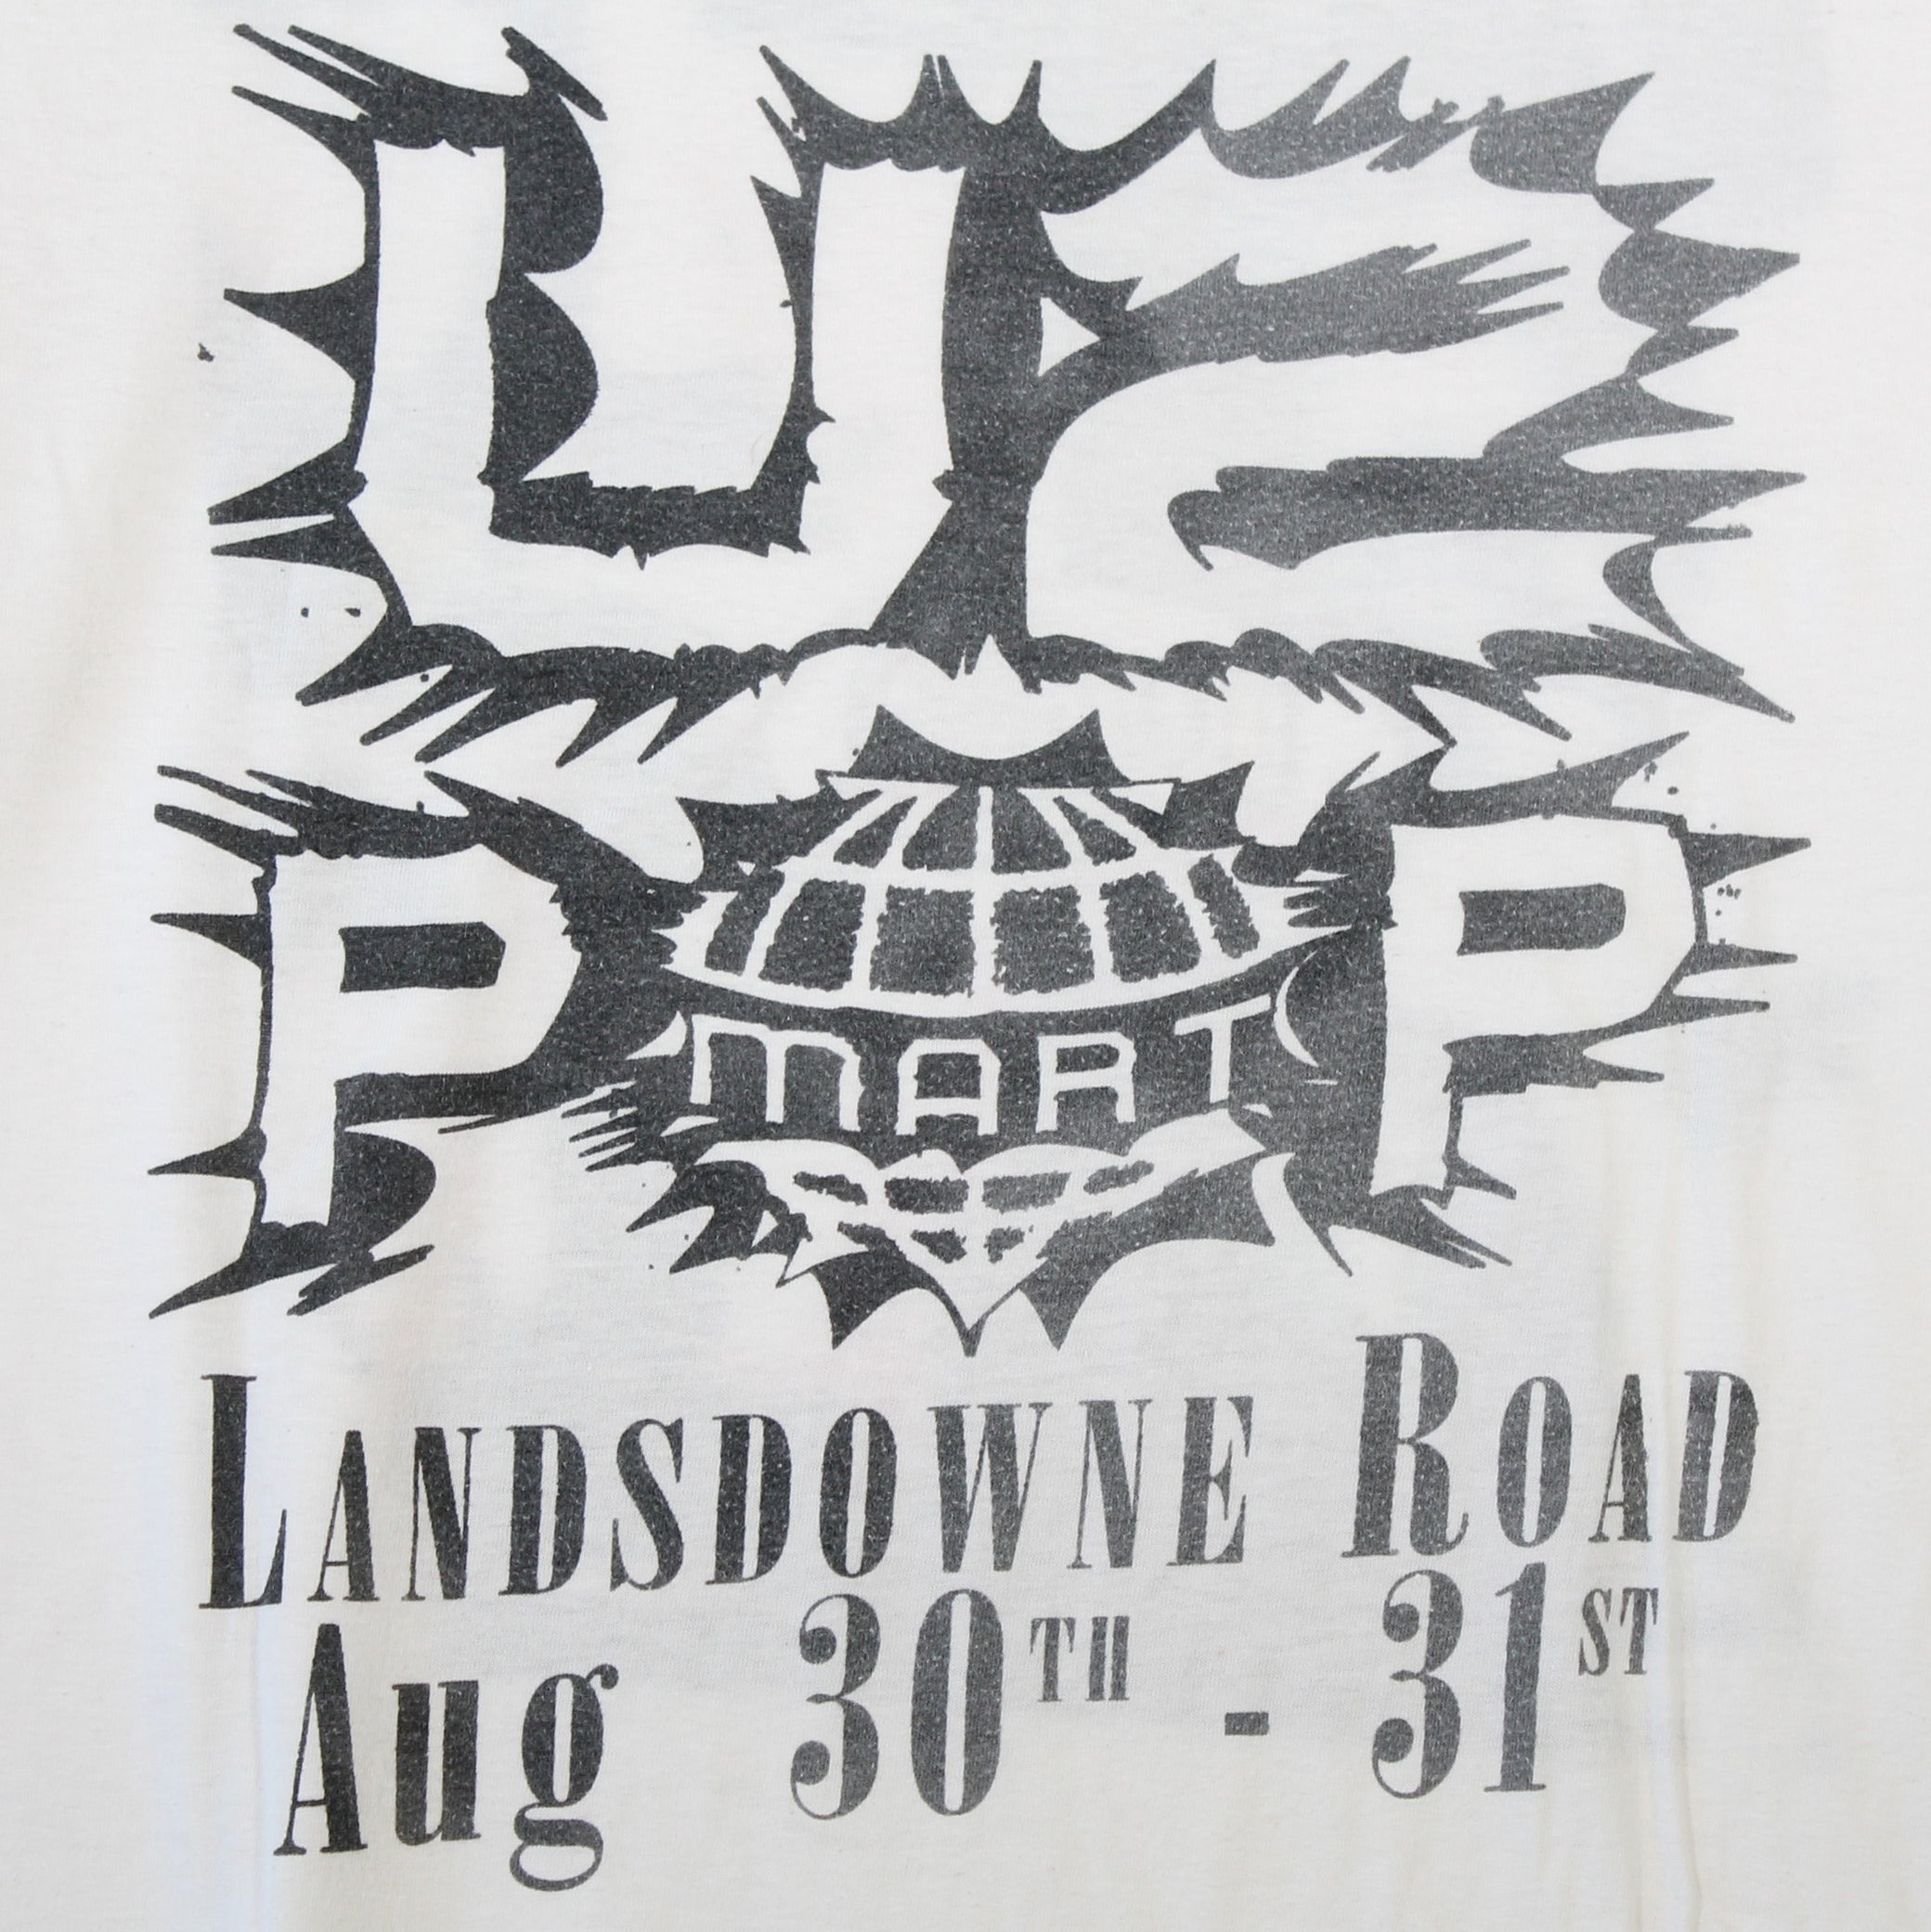 U2
POP
MART
LANDSDOWNE ROAD
Aug 30TH - 31ST